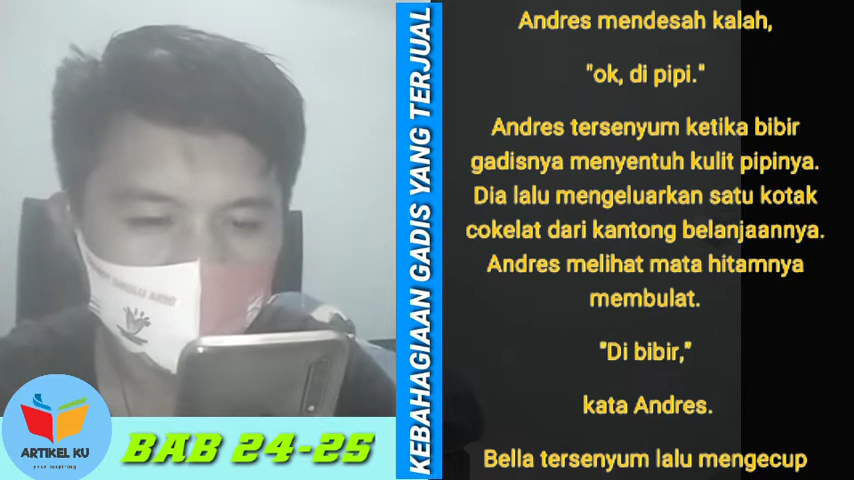 Andres mendesah kalah,
"ok, di pipi."
Andres tersenyum ketika bibir
gadisnya menyentuh kulit pipinya.
Dia lalu mengeluarkan satu kotak
cokelat dari kantong belanjaannya.
Andres melihat mata hitamnya
membulat.
"Di bibir,"
kata Andres.
Bella tersenyum lalu mengecup
KEBAHAGIAAN GADIS YANG TERJUAL
ARTIKEL KU
BAB 24-25